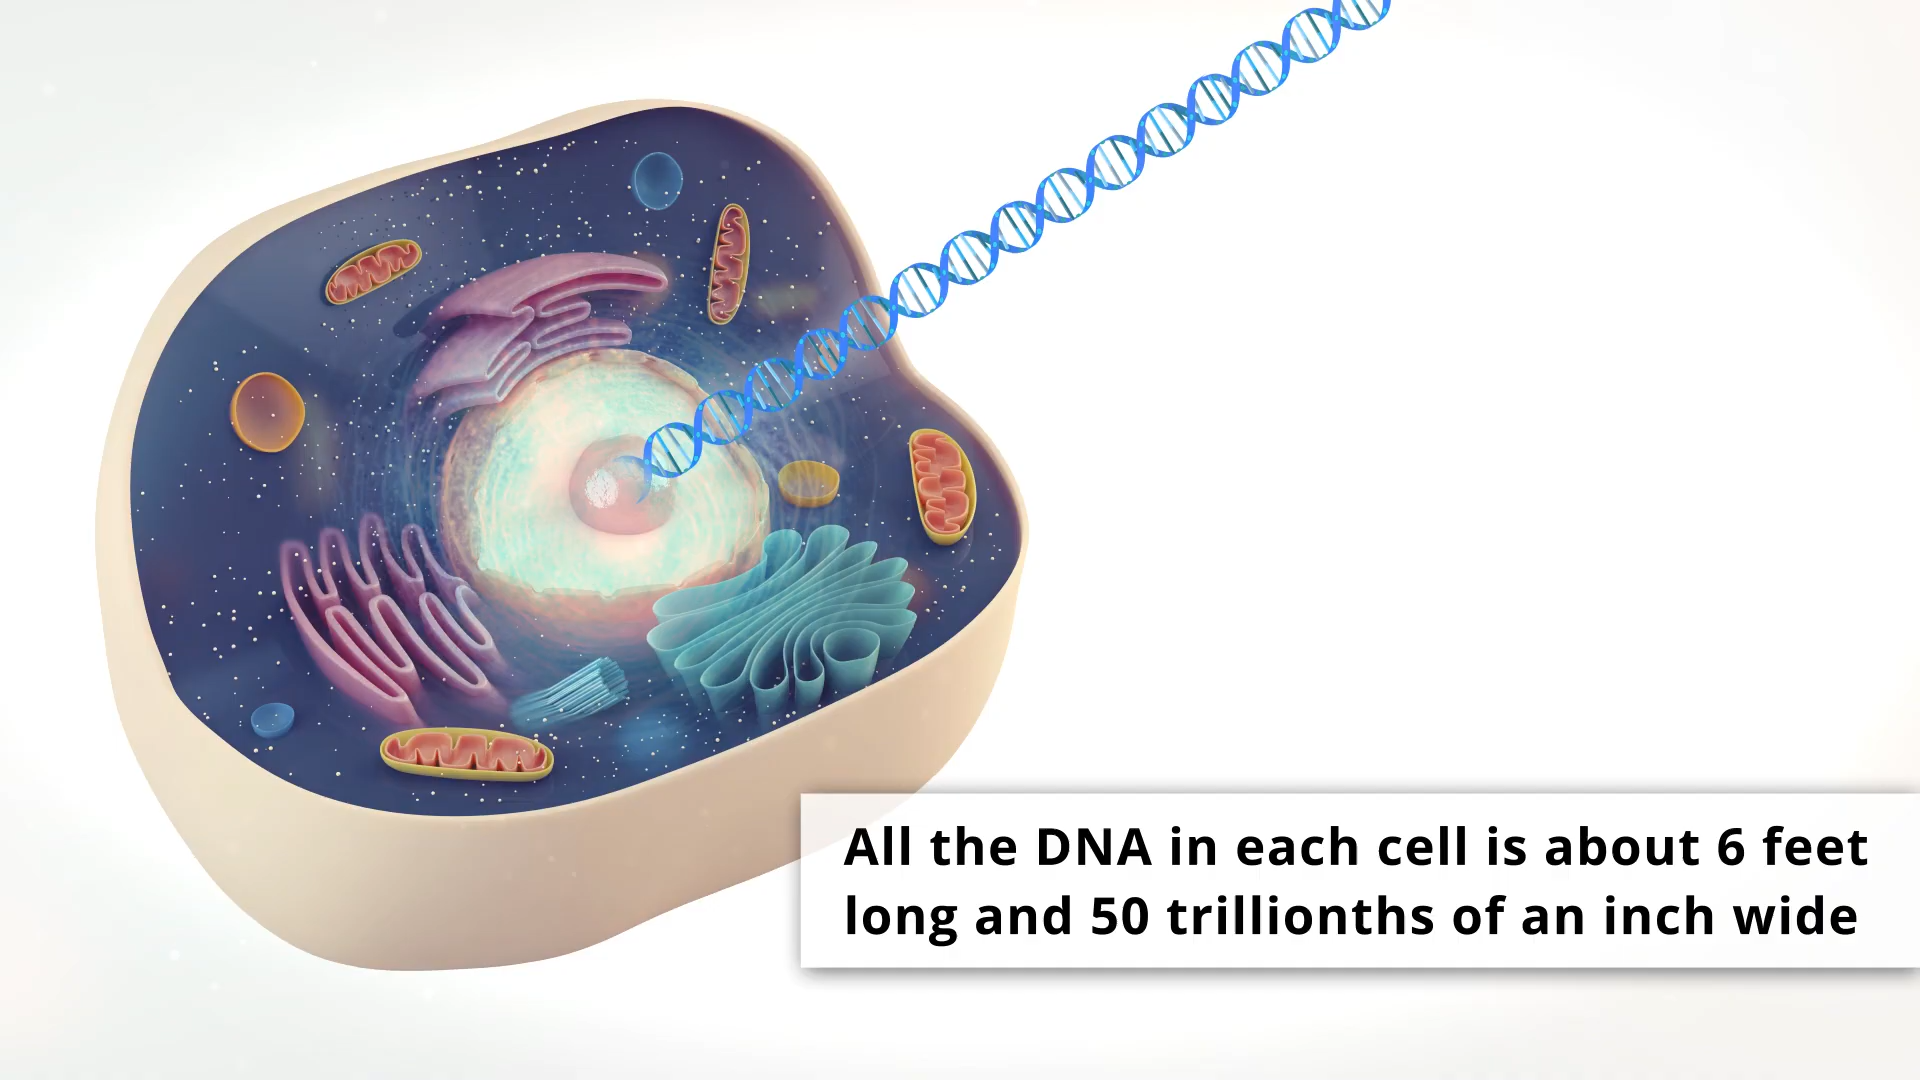 All the DNA in each cell is about 6 feet
long and 50 trillionths of an inch wide